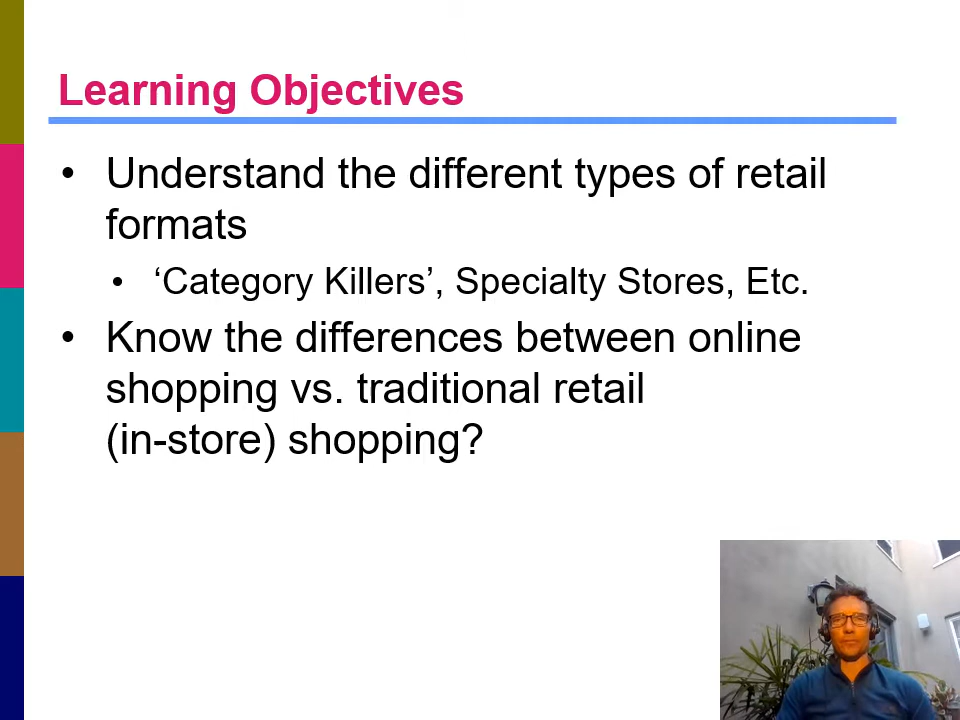 Learning Objectives
• Understand the different types of retail
formats
• ‘Category Killers’, Specialty Stores, Etc.
• Know the differences between online
shopping vs. traditional retail
(in-store) shopping?